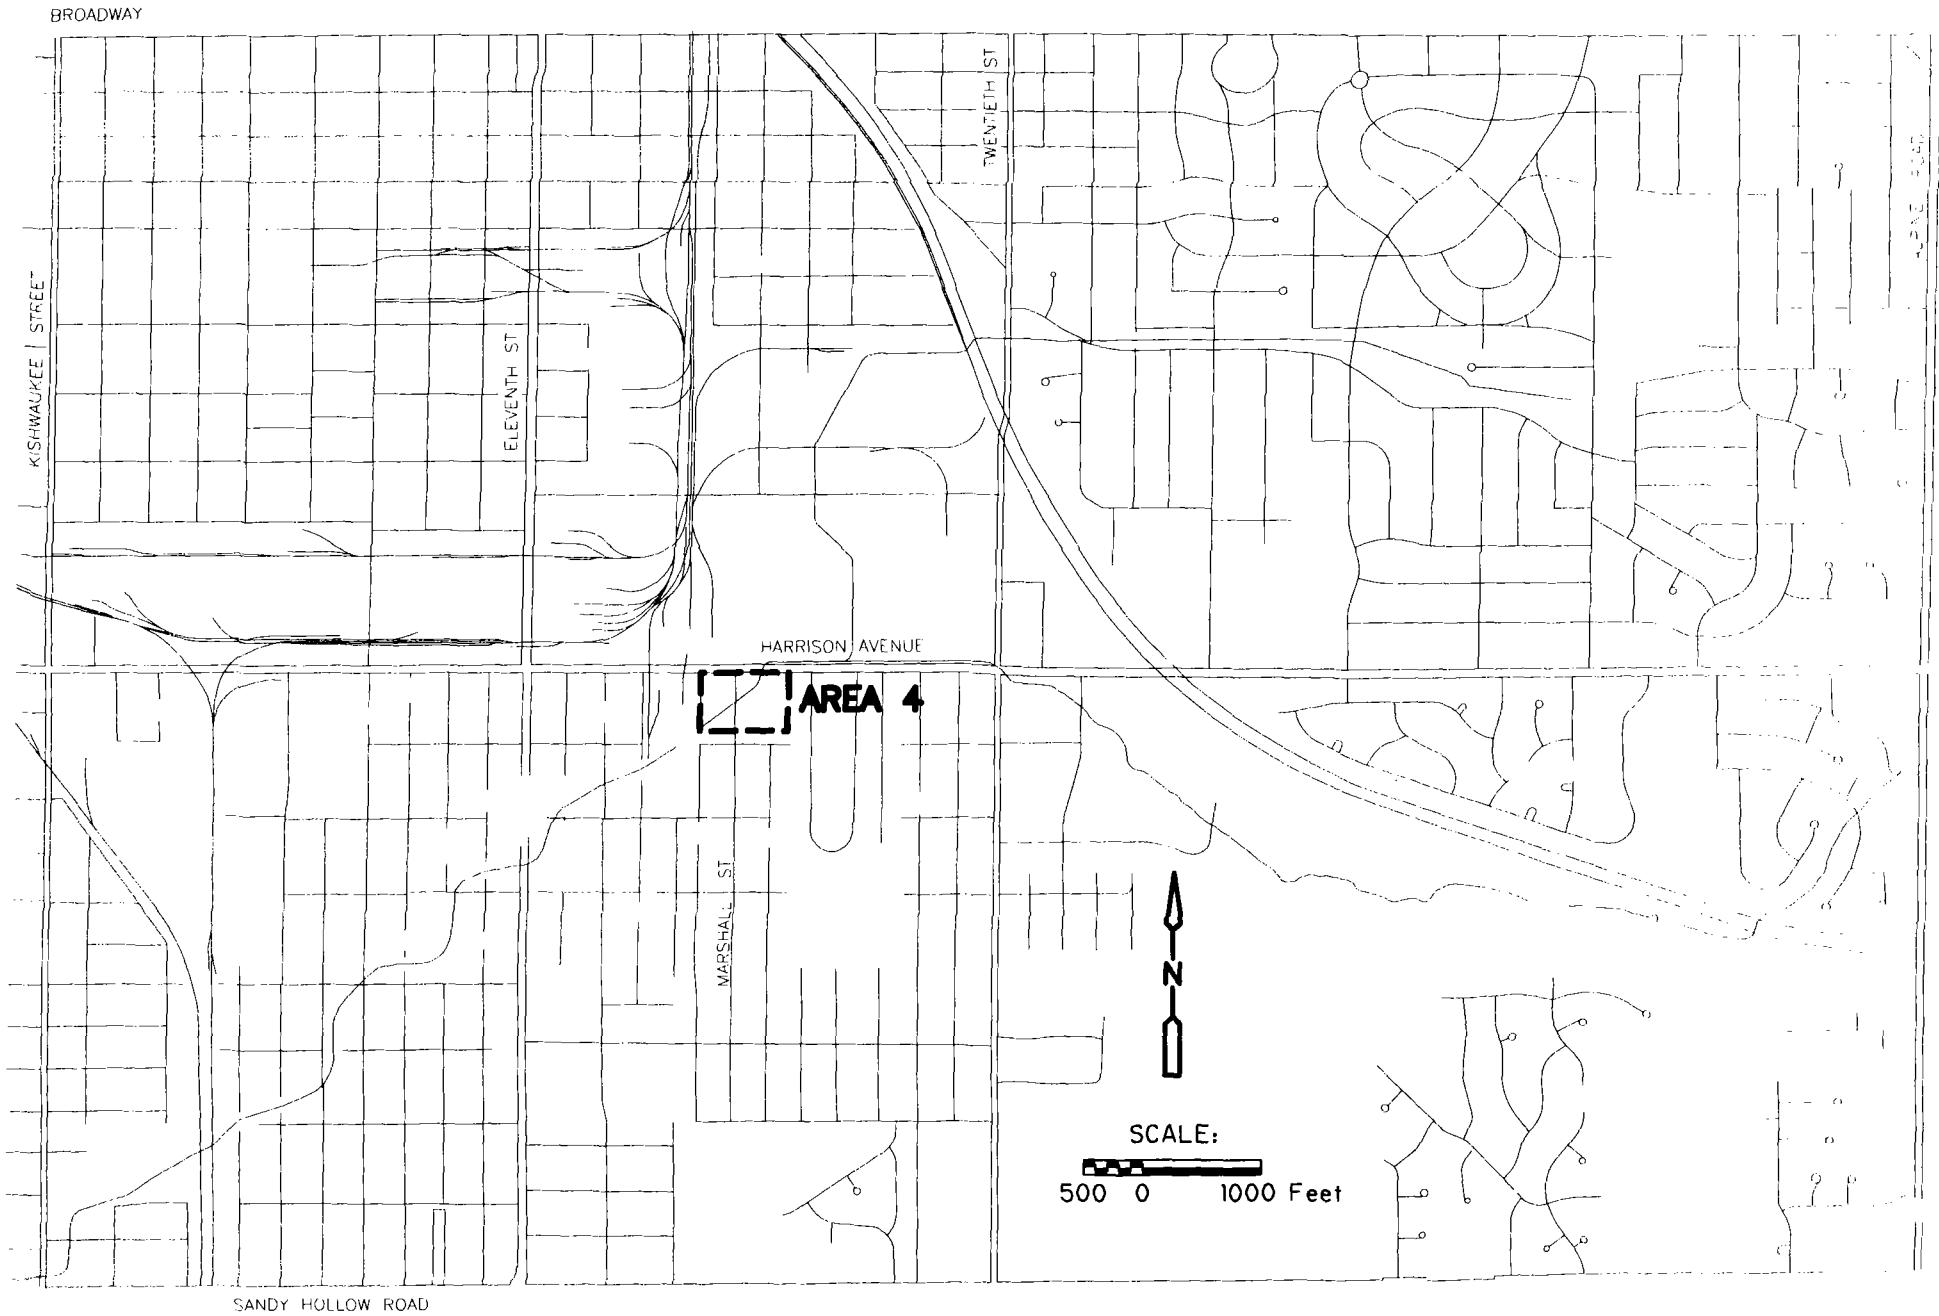 BROADWAY
TWENTIETH ST
KISHWAUKEE STREET
ELEVENTH ST
HARRISON AVENUE
AREA 4
MARSHALL ST
N
SCALE:
500 0 1000 Feet
SANDY HOLLOW ROAD